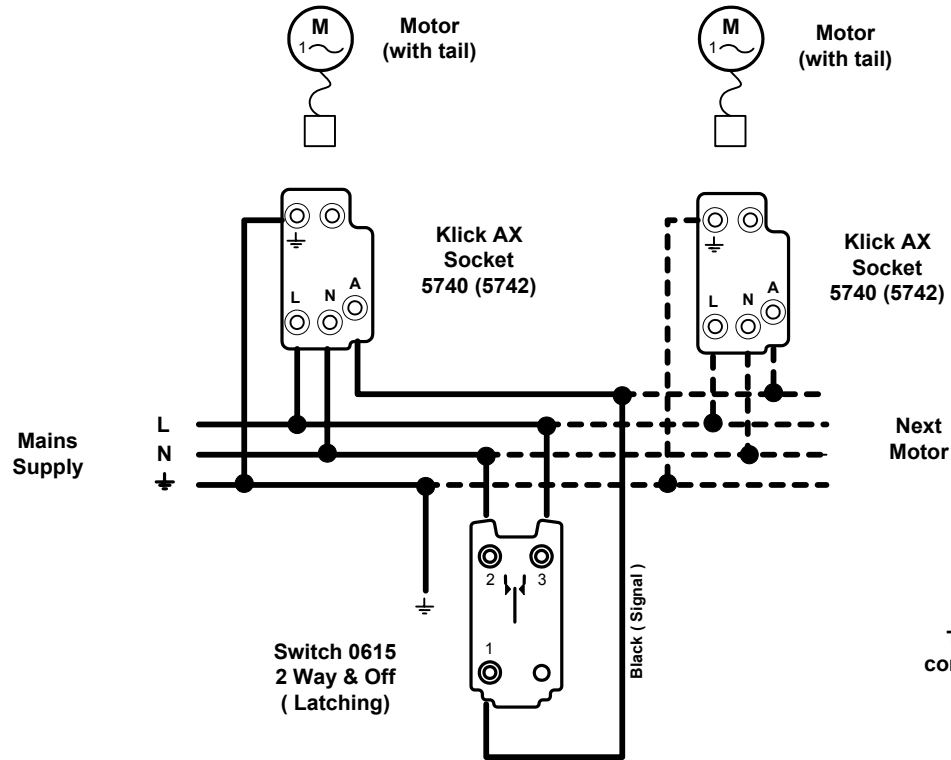 M
1
Motor
(with tail)
M
1
Motor
(with tail)
L
N
A
Klick AX
Socket
5740 (5742)
L
N
A
Klick AX
Socket
5740 (5742)
Mains
Supply
L
N
Next
Motor
2
3
1
Switch 0615
2 Way & Off
( Latching)
Black ( Signal )